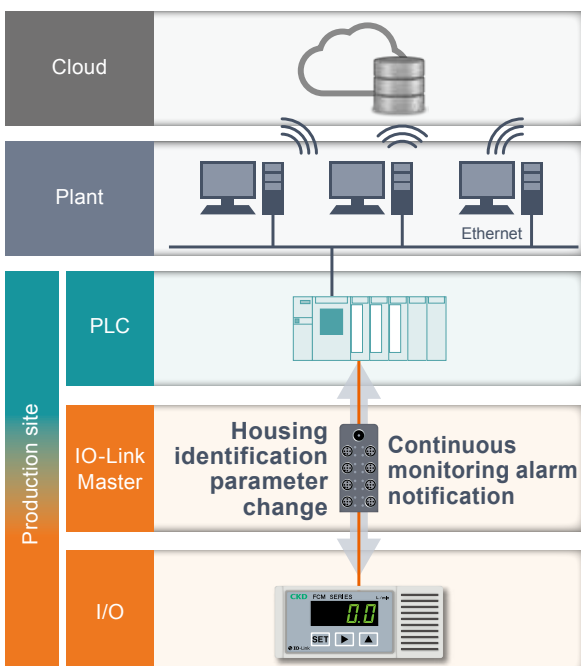 Cloud
Plant
Ethernet
Production site
PLC
IO-Link
Master
Housing
identification
parameter
change
Continuous
monitoring alarm
notification
I/O
CKD FCM SERIES
L/min
0.0
SET
IO-Link